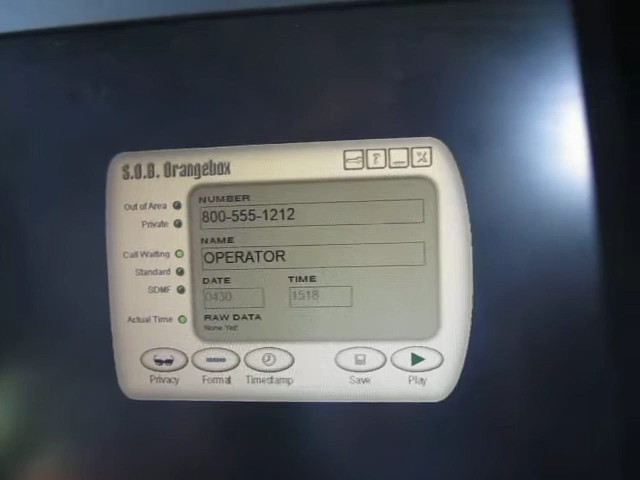 S.O.B. Orangebox
?
Out of Area
Private
Call Waiting
Standard
SDMF
Actual Time
NUMBER
800-555-1212
NAME
OPERATOR
DATE
TIME
0430
1518
RAW DATA
None Yet!
Privacy
Format
Timestamp
Save
Play